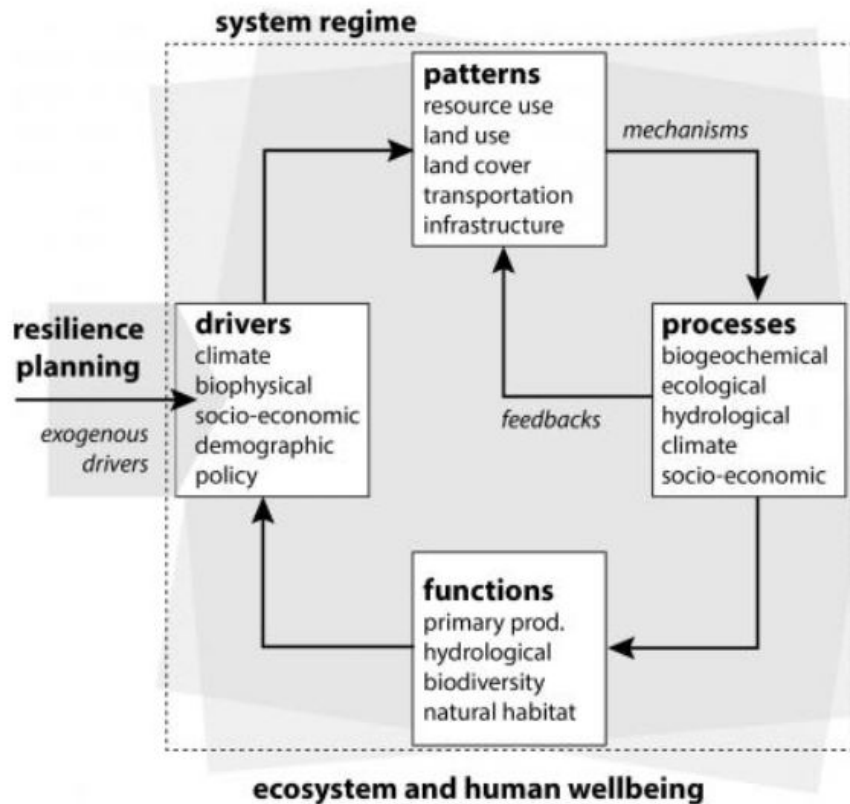 system regime
patterns
resource use
land use
land cover
transportation
infrastructure
mechanisms
resilience
planning
exogenous
drivers
drivers
climate
biophysical
socio-economic
demographic
policy
processes
biogeochemical
ecological
hydrological
climate
socio-economic
feedbacks
functions
primary prod.
hydrological
biodiversity
natural habitat
ecosystem and human wellbeing